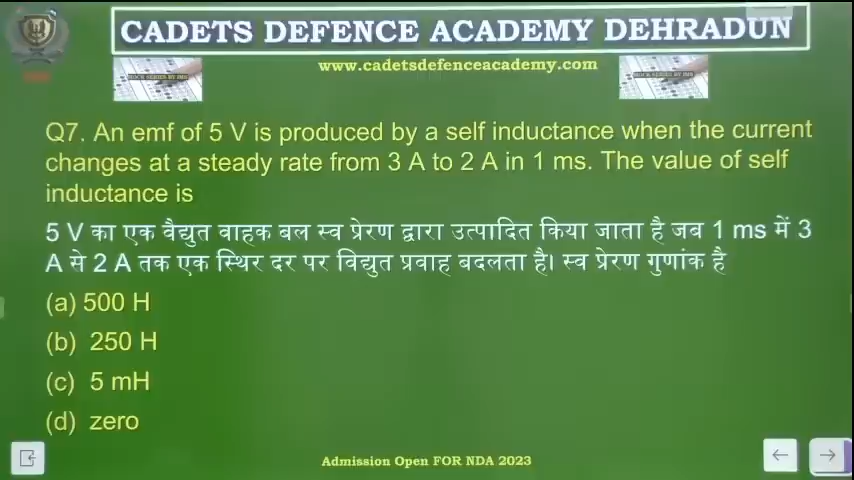 CADETS DEFENCE ACADEMY DEHRADUN
www.cadetsdefenceacademy.com
Q7. An emf of 5 V is produced by a self inductance when the current
changes at a steady rate from 3 A to 2 A in 1 ms. The value of self
inductance is
5 V का एक वैद्युत वाहक बल स्व प्रेरण द्वारा उत्पादित किया जाता है जब 1 ms में 3
A से 2 A तक एक स्थिर दर पर विद्युत प्रवाह बदलता है। स्व प्रेरण गुणांक है
(a) 500 H
(b) 250 H
(c) 5 mH
(d) zero
Admission Open FOR NDA 2023